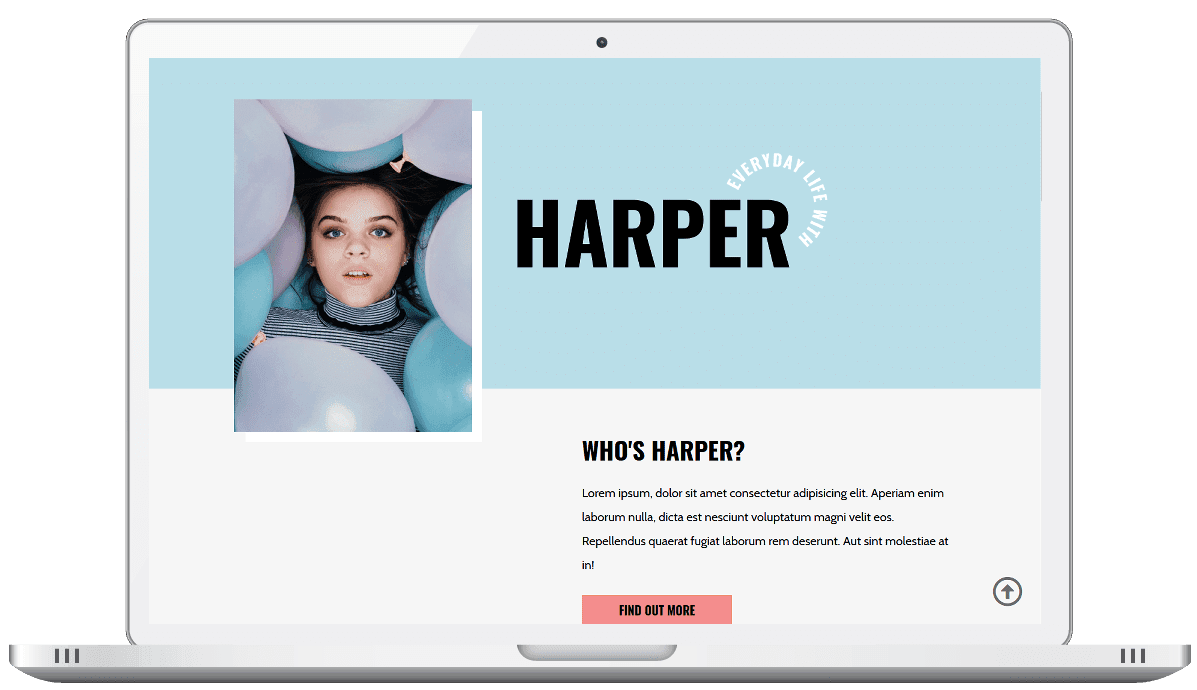 EVERYDAY LIFE WITH
HARPER
WHO'S HARPER?
Lorem ipsum, dolor sit amet consectetur adipisicing elit. Aperiam enim
laborum nulla, dicta est nesciunt voluptatum magni velit eos.
Repellendus quaerat fugiat laborum rem deserunt. Aut sint molestiae at
in!
FIND OUT MORE